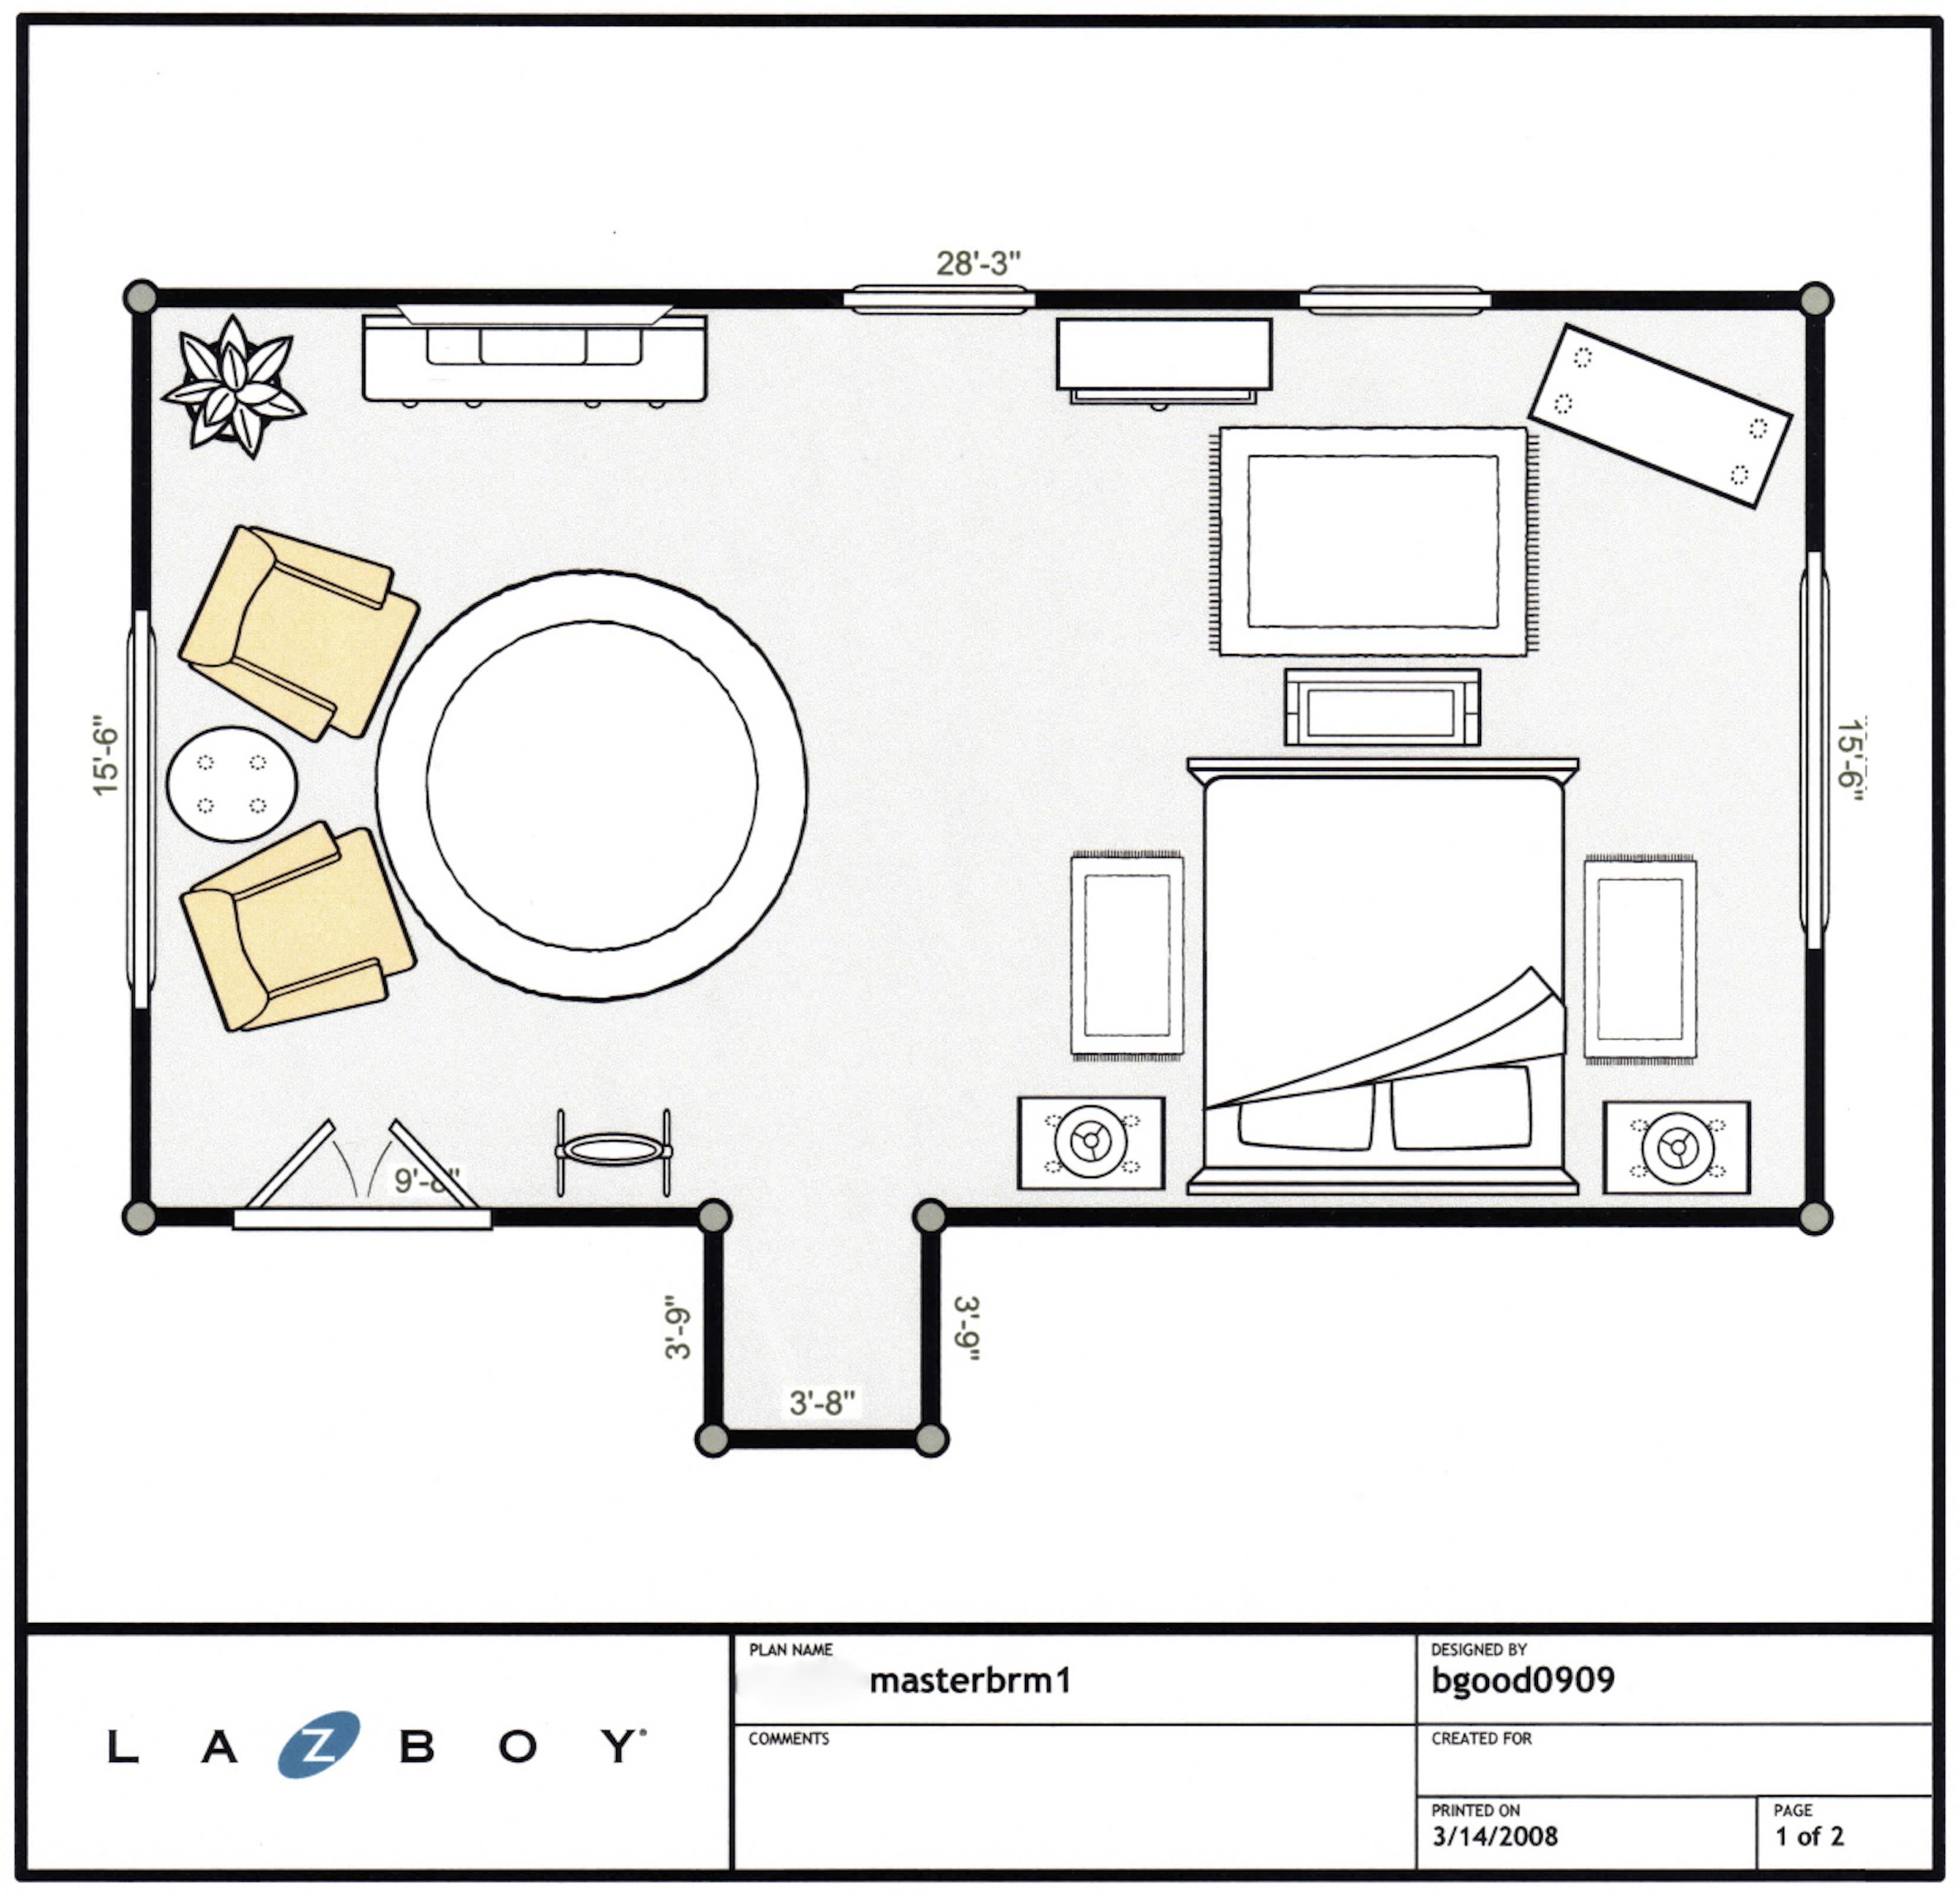 28'-3"
15'-6"
15'-6"
9'-8"
3'-9"
3'-9"
3'-8"
LAZBOY®
PLAN NAME
masterbrm1
COMMENTS
DESIGNED BY
bgood0909
CREATED FOR
PRINTED ON
3/14/2008
PAGE
1 of 2